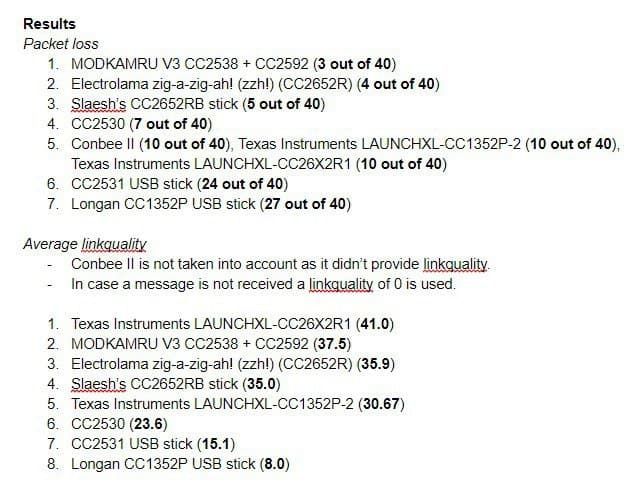 Results
Packet loss
1. MODKAMRU V3 CC2538 + CC2592 (3 out of 40)
2. Electrolama zig-a-zig-ah! (zzh!) (CC2652R) (4 out of 40)
3. Slaesh's CC2652RB stick (5 out of 40)
4. CC2530 (7 out of 40)
5. Conbee II (10 out of 40), Texas Instruments LAUNCHXL-CC1352P-2 (10 out of 40),
Texas Instruments LAUNCHXL-CC26X2R1 (10 out of 40)
6. CC2531 USB stick (24 out of 40)
7. Longan CC1352P USB stick (27 out of 40)
Average linkquality
- Conbee II is not taken into account as it didn't provide linkquality.
- In case a message is not received a linkquality of 0 is used.
1. Texas Instruments LAUNCHXL-CC26X2R1 (41.0)
2. MODKAMRU V3 CC2538 + CC2592 (37.5)
3. Electrolama zig-a-zig-ah! (zzh!) (CC2652R) (35.9)
4. Slaesh's CC2652RB stick (35.0)
5. Texas Instruments LAUNCHXL-CC1352P-2 (30.67)
6. CC2530 (23.6)
7. CC2531 USB stick (15.1)
8. Longan CC1352P USB stick (8.0)